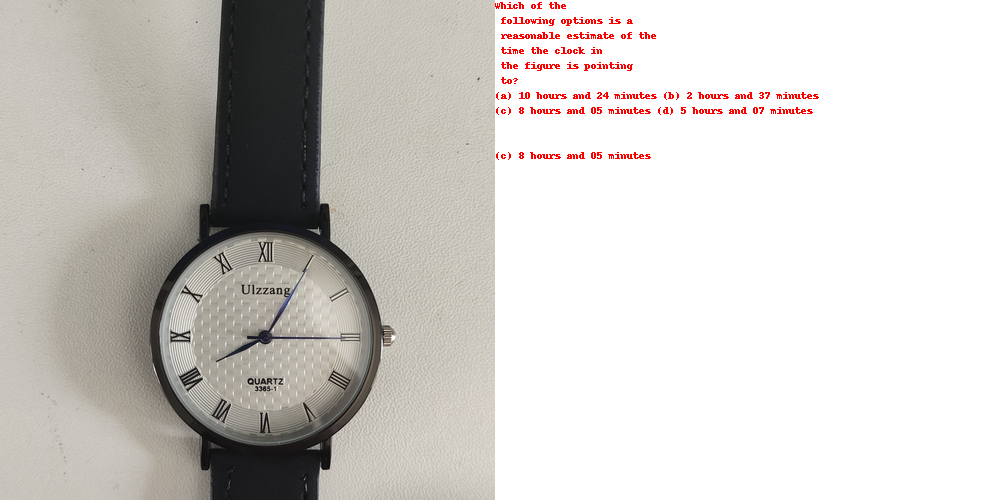 XII
XI
X
IX
VIII
VII
VI
V
IIII
III
II
Ulzzang
QUARTZ
3365-1
Which of the
following options is a
reasonable estimate of the
time the clock in
the figure is pointing
to?
(a) 10 hours and 24 minutes (b) 2 hours and 37 minutes
(c) 8 hours and 05 minutes (d) 5 hours and 07 minutes
(c) 8 hours and 05 minutes